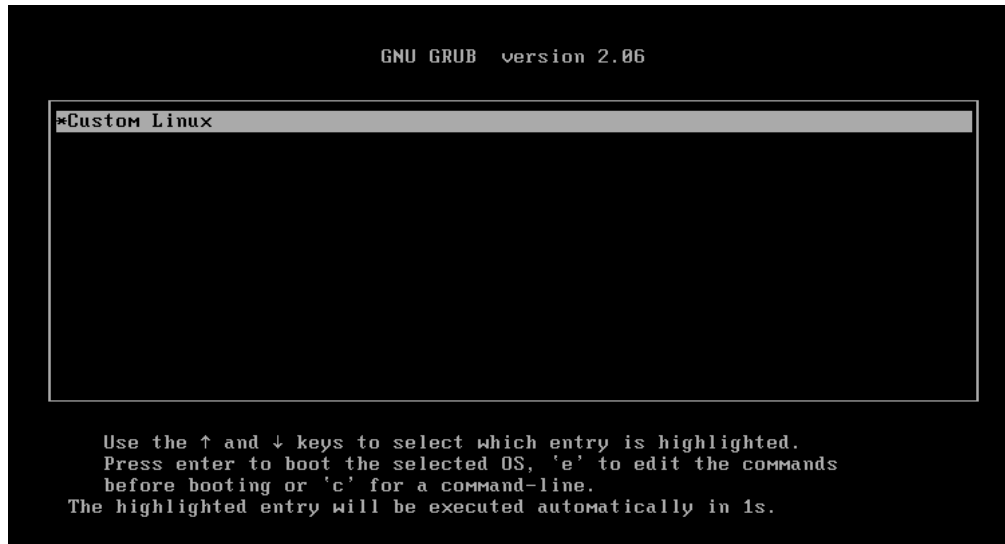 GNU GRUB  version 2.06
*Custom Linux
Use the ↑ and ↓ keys to select which entry is highlighted.
Press enter to boot the selected OS, `e' to edit the commands
before booting or `c' for a command-line.
The highlighted entry will be executed automatically in 1s.